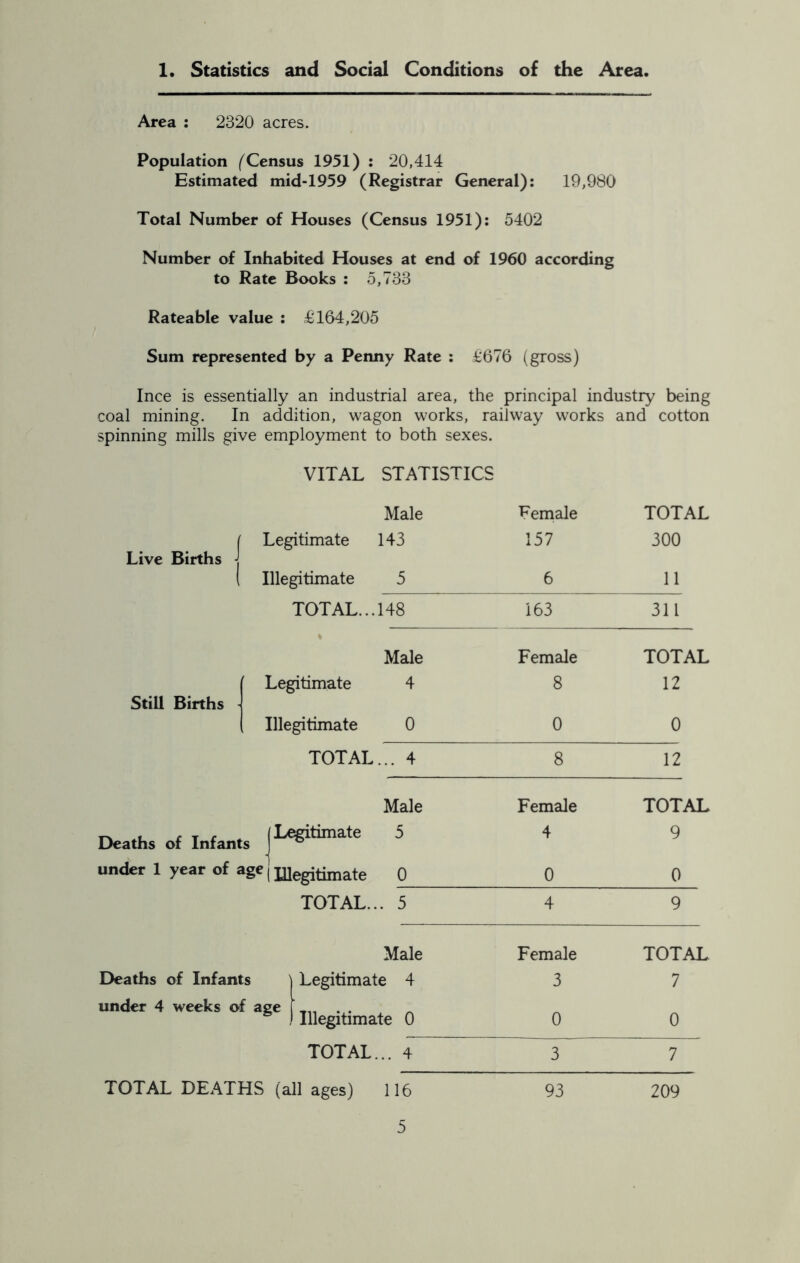 1. Statistics and Social Conditions of the Area.
Area : 2320 acres.
Population (Census 1951) : 20,414
Estimated mid-1959 (Registrar General): 19,980
Total Number of Houses (Census 1951): 5402
Number of Inhabited Houses at end of 1960 according
to Rate Books : 5,733
Rateable value : £164,205
Sum represented by a Penny Rate : £676 (gross)
Ince is essentially an industrial area, the principal industry being
coal mining. In addition, wagon works, railway works and cotton
spinning mills give employment to both sexes.
VITAL STATISTICS
Male Female TOTAL
Legitimate 143 157 300
Live Births
Illegitimate 5 6 11
TOTAL...148 163 311
Male Female TOTAL
Legitimate 4 8 12
Still Births
Illegitimate 0 0 0
TOTAL... 4 8 12
Male Female TOTAL
Deaths of Infants Legitimate 5 4 9
under 1 year of age Illegitimate 0 0 0
TOTAL... 5 4 9
Male Female TOTAL
Deaths of Infants Legitimate 4 3 7
under 4 weeks of age Illegitimate 0 0 0
TOTAL... 4 3 7
TOTAL DEATHS (all ages) 116 93 209
5